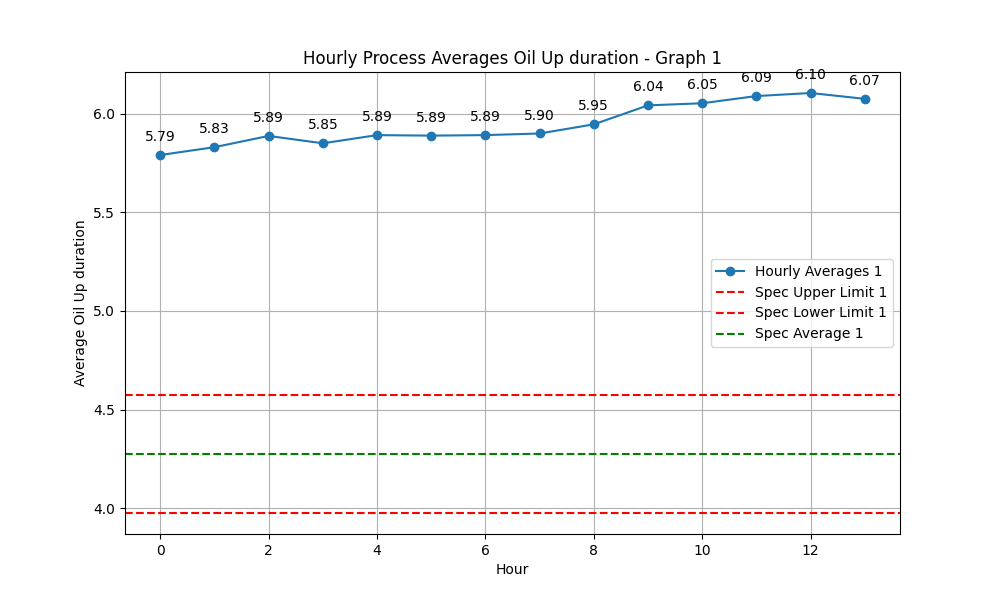 Hourly Process Averages Oil Up duration - Graph 1
5.79 5.83 5.89 5.85 5.89 5.89 5.89 5.90 5.95 6.04 6.05 6.09 6.10 6.07
6.0
5.5
5.0
4.5
4.0
Average Oil Up duration
Hourly Averages 1
Spec Upper Limit 1
Spec Lower Limit 1
Spec Average 1
0 2 4 6 8 10 12
Hour